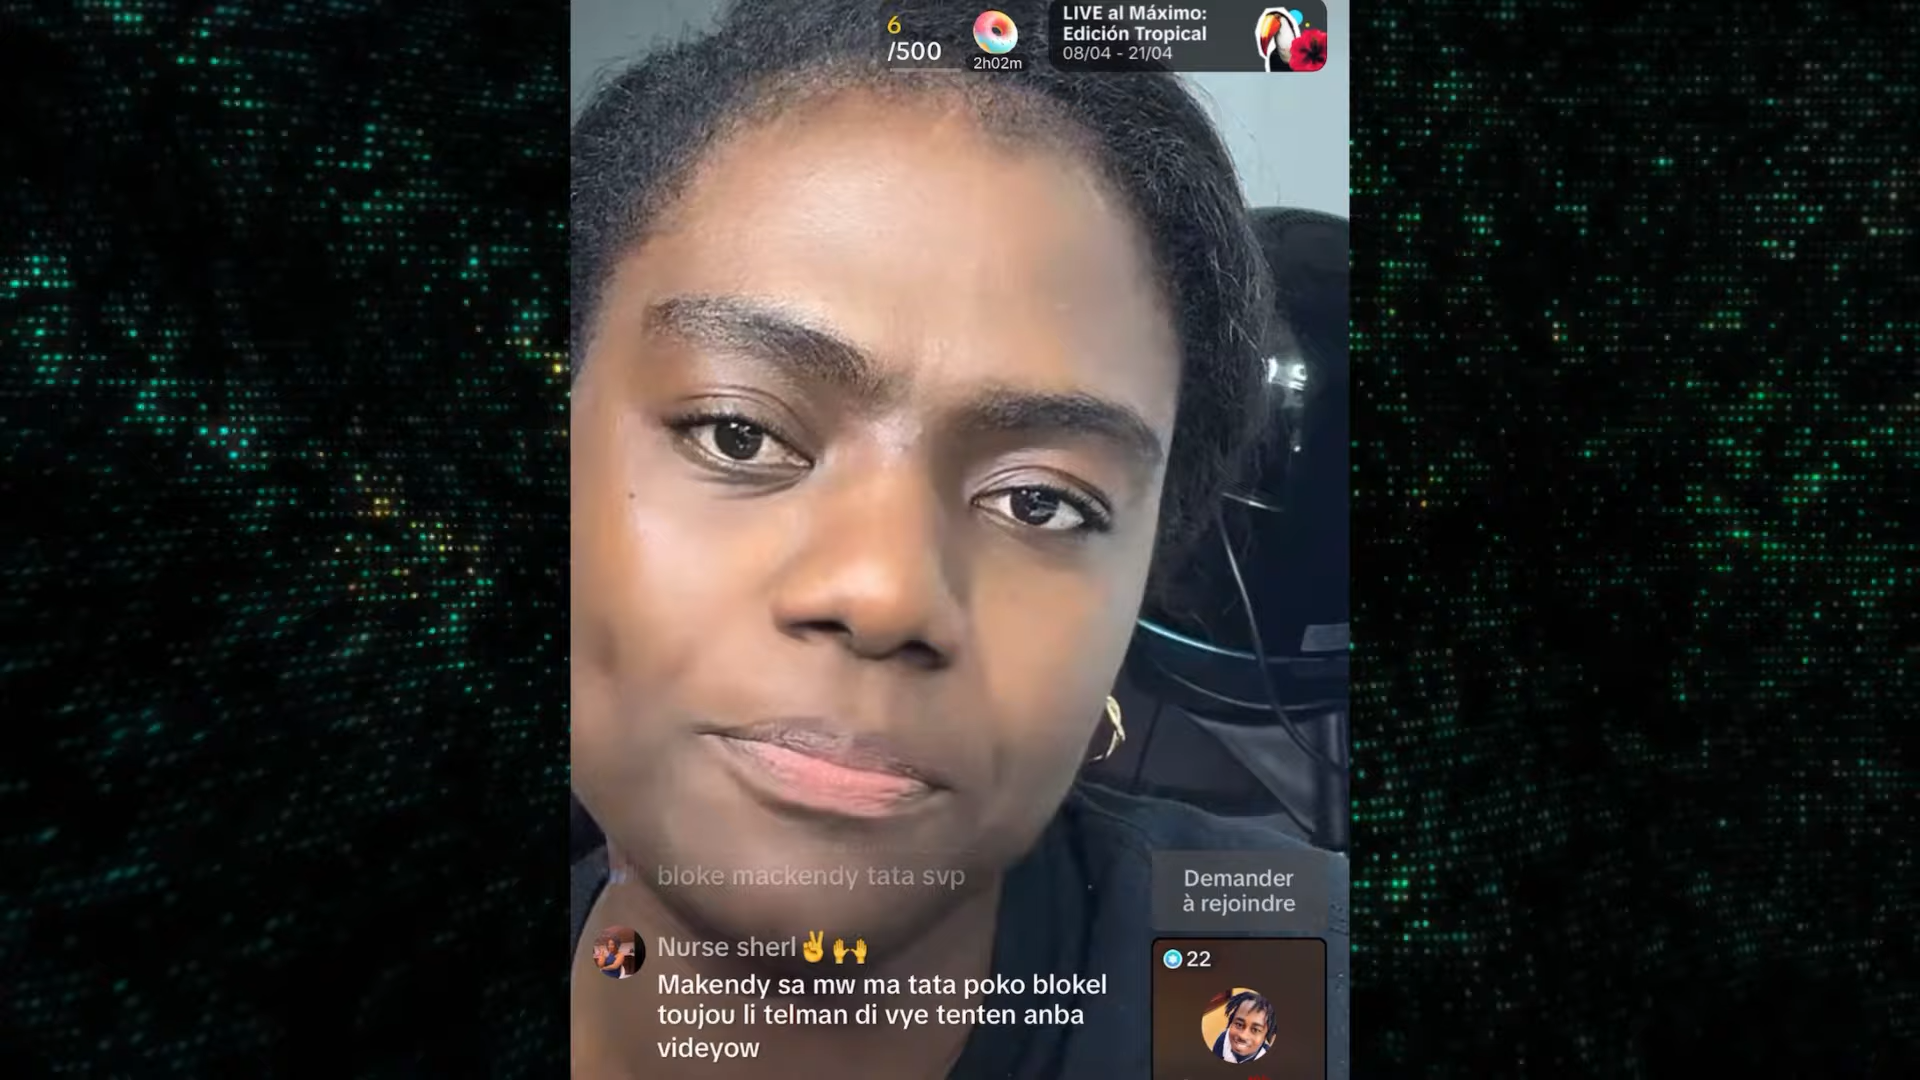 6
/500
2h02m
LIVE al Máximo:
Edición Tropical
08/04 - 21/04
bloke mackendy tata svp
Nurse sherl✌️🙌
Makendy sa mw ma tata poko blokel
toujou li telman di vye tenten anba
videyow
Demander
à rejoindre
22